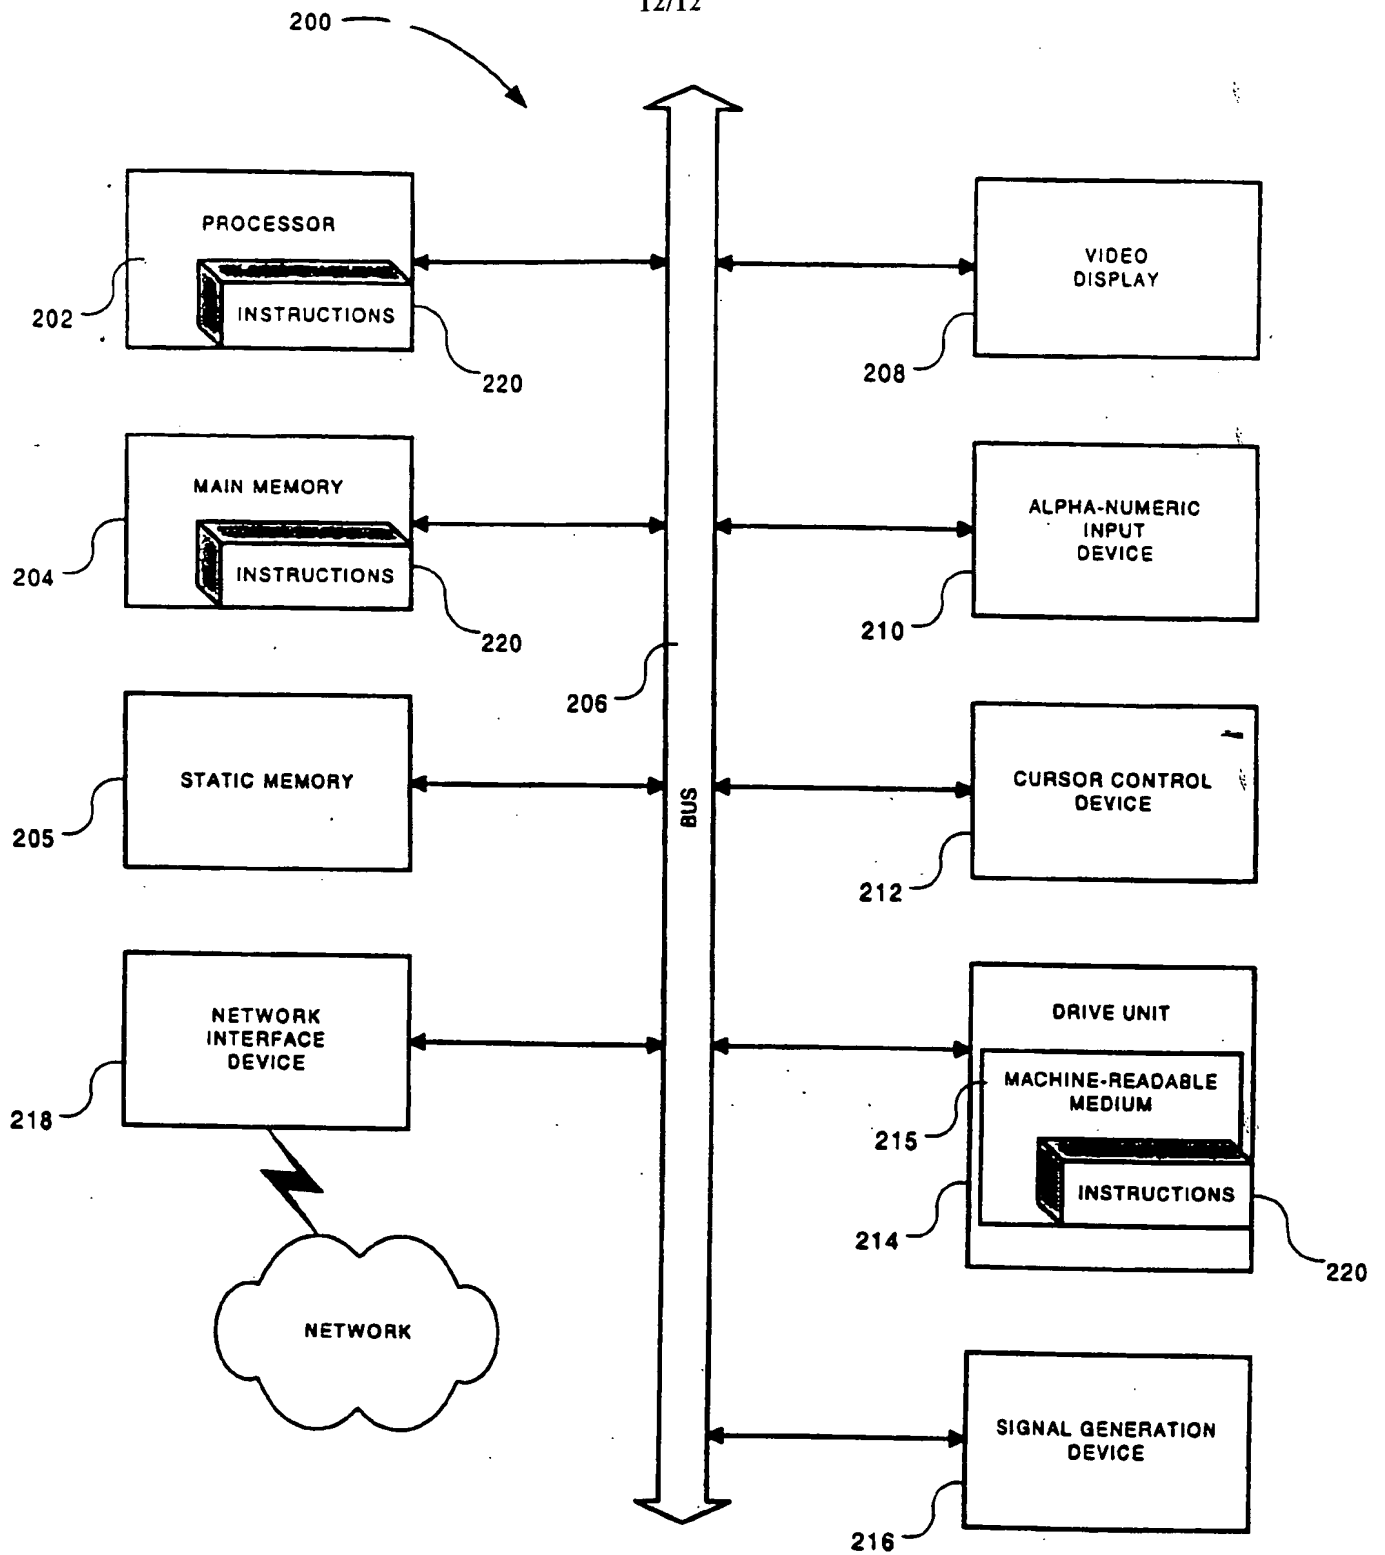 12/12
200
PROCESSOR
INSTRUCTIONS
202
220
MAIN MEMORY
INSTRUCTIONS
204
220
STATIC MEMORY
205
NETWORK
INTERFACE
DEVICE
218
NETWORK
206
BUS
VIDEO
DISPLAY
208
ALPHA-NUMERIC
INPUT
DEVICE
210
CURSOR CONTROL
DEVICE
212
DRIVE UNIT
MACHINE-READABLE
MEDIUM
215
INSTRUCTIONS
214
220
SIGNAL GENERATION
DEVICE
216